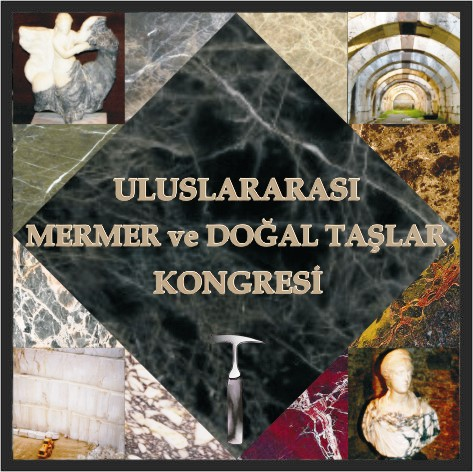 ULUSLARARASI
MERMER ve DOĞAL TAŞLAR
KONGRESİ